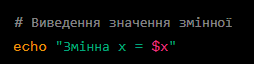 # Виведення значення змінної
echo "Змінна x = $x"